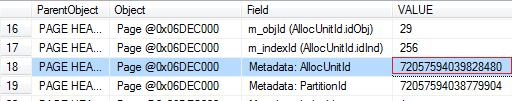 ParentObject Object Field VALUE
16 PAGE HEA... Page @0x06DEC000 m_objId (AllocUnitId.idObj) 29
17 PAGE HEA... Page @0x06DEC000 m_indexId (AllocUnitId.idInd) 256
18 PAGE HEA... Page @0x06DEC000 Metadata: AllocUnitId 72057594039828480
19 PAGE HEA... Page @0x06DEC000 Metadata: PartitionId 72057594038779904